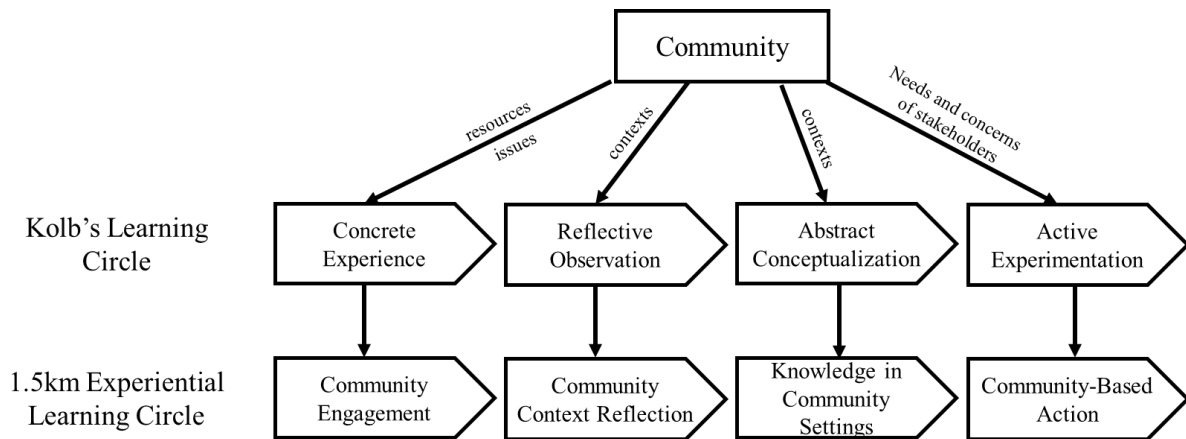 Community
resources
issues
contexts
contexts
Needs and concerns
of stakeholders
Kolb's Learning
Circle
Concrete
Experience
Reflective
Observation
Abstract
Conceptualization
Active
Experimentation
1.5km Experiential
Learning Circle
Community
Engagement
Community
Context Reflection
Knowledge in
Community
Settings
Community-Based
Action